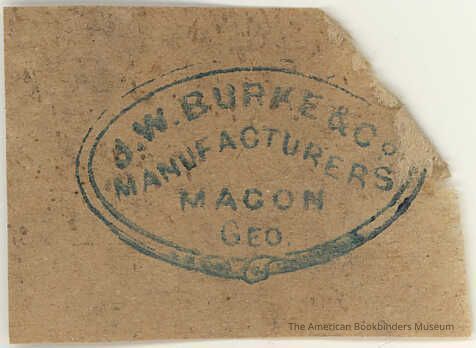 J.W. BURKE & Co
MANUFACTURERS
MACON
GEO.
The American Bookbinders Museum